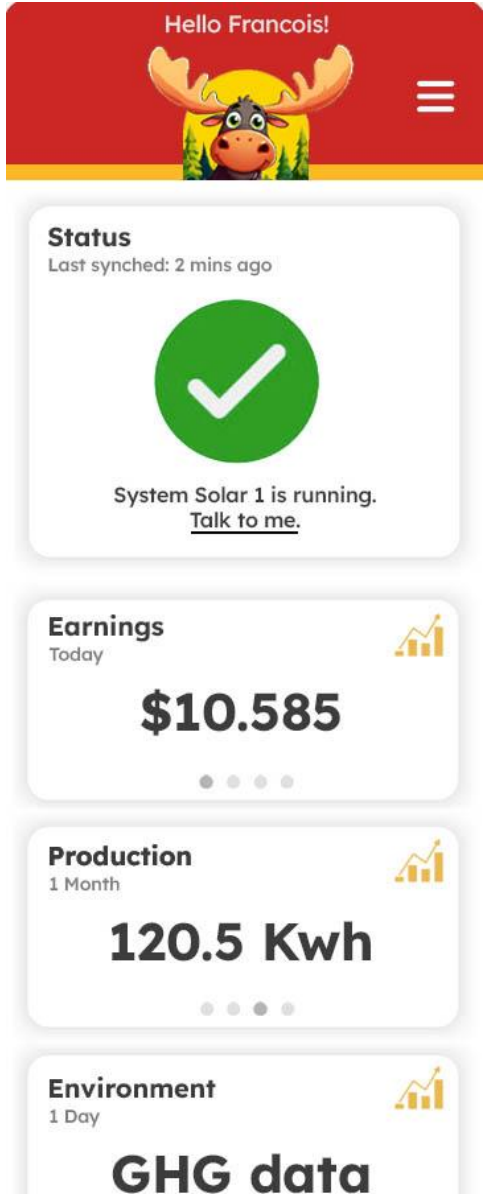 Hello Francois!
Status
Last synched: 2 mins ago
System Solar 1 is running.
Talk to me.
Earnings
Today
$10.585
Production
1 Month
120.5 Kwh
Environment
1 Day
GHG data